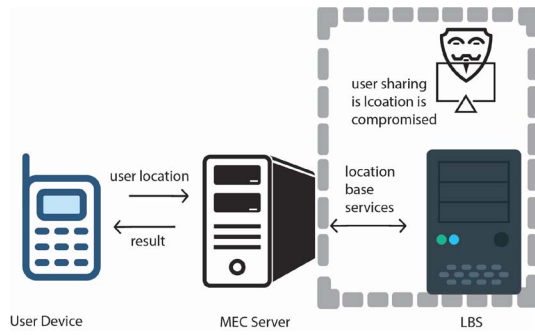 user sharing
is lcoation is
compromised
user location
result
location
base
services
User Device
MEC Server
LBS